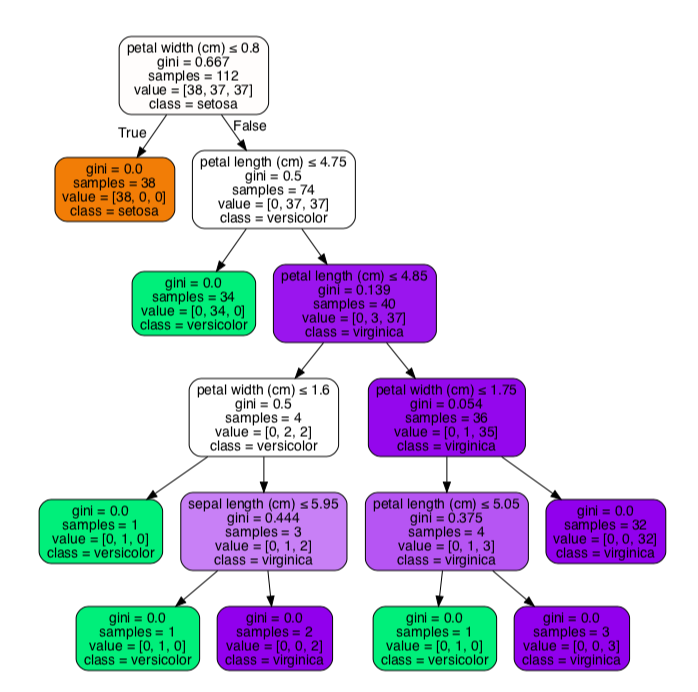 petal width (cm) ≤ 0.8
gini = 0.667
samples = 112
value = [38, 37, 37]
class = setosa
True
False
gini = 0.0
samples = 38
value = [38, 0, 0]
class = setosa
petal length (cm) ≤ 4.75
gini = 0.5
samples = 74
value = [0, 37, 37]
class = versicolor
gini = 0.0
samples = 34
value = [0, 34, 0]
class = versicolor
petal length (cm) ≤ 4.85
gini = 0.139
samples = 40
value = [0, 3, 37]
class = virginica
petal width (cm) ≤ 1.6
gini = 0.5
samples = 4
value = [0, 2, 2]
class = versicolor
petal width (cm) ≤ 1.75
gini = 0.054
samples = 36
value = [0, 1, 35]
class = virginica
gini = 0.0
samples = 1
value = [0, 1, 0]
class = versicolor
sepal length (cm) ≤ 5.95
gini = 0.444
samples = 3
value = [0, 1, 2]
class = virginica
petal length (cm) ≤ 5.05
gini = 0.375
samples = 4
value = [0, 1, 3]
class = virginica
gini = 0.0
samples = 32
value = [0, 0, 32]
class = virginica
gini = 0.0
samples = 1
value = [0, 1, 0]
class = versicolor
gini = 0.0
samples = 2
value = [0, 0, 2]
class = virginica
gini = 0.0
samples = 1
value = [0, 1, 0]
class = versicolor
gini = 0.0
samples = 3
value = [0, 0, 3]
class = virginica